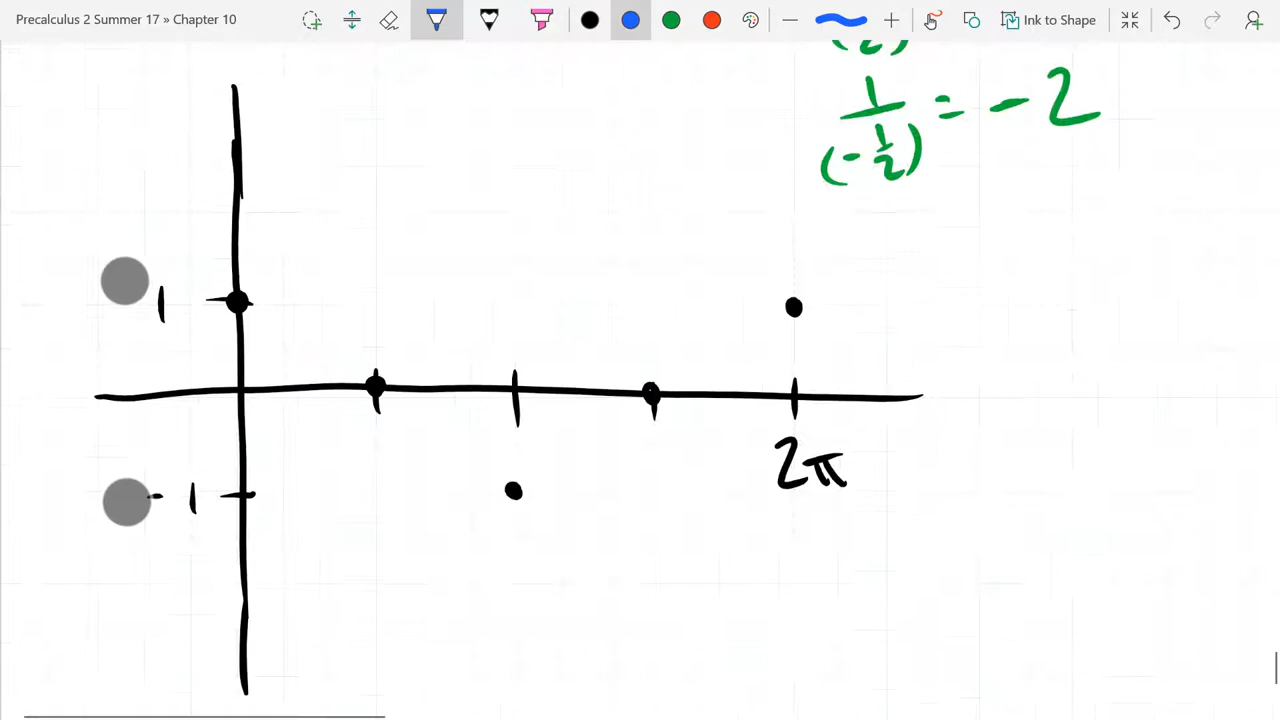 Precalculus 2 Summer 17 » Chapter 10
Ink to Shape
1/(-1/2) = -2
1
-1
2π